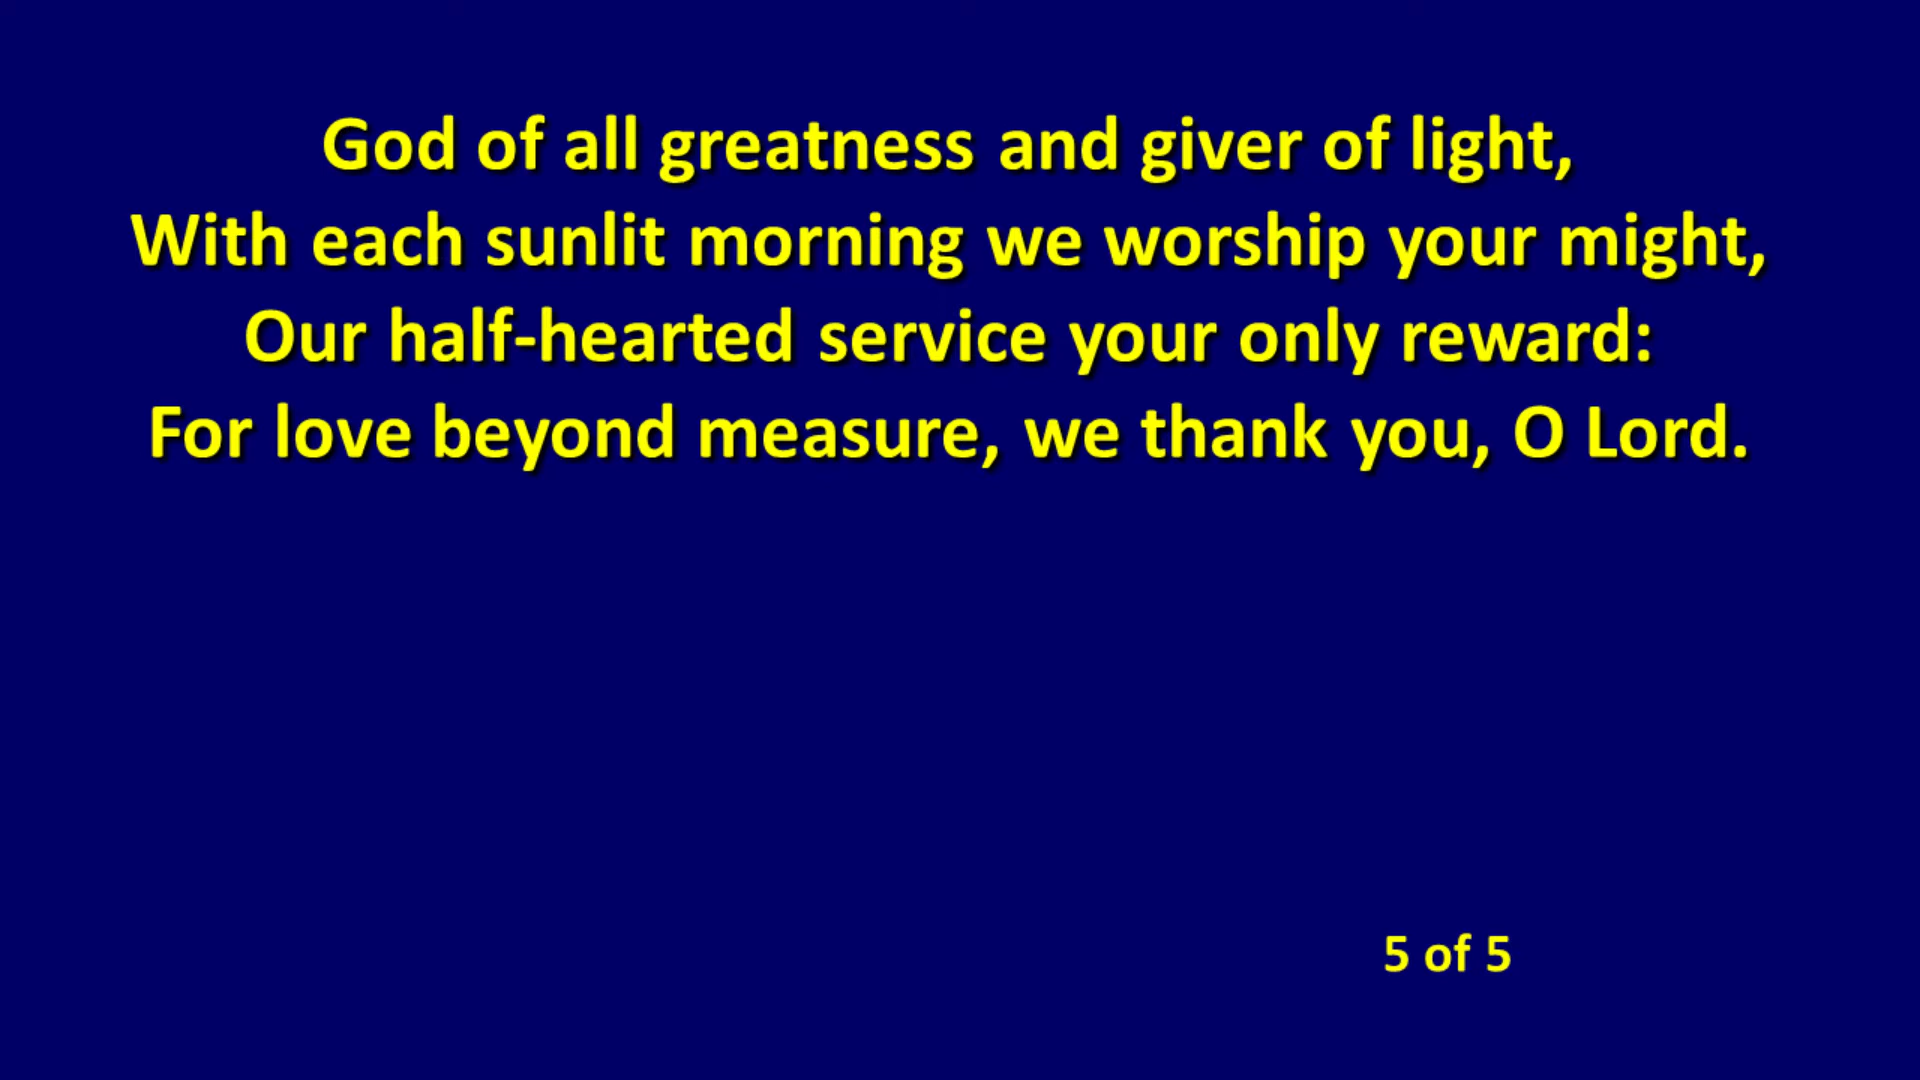 God of all greatness and giver of light,
With each sunlit morning we worship your might,
Our half-hearted service your only reward:
For love beyond measure, we thank you, O Lord.
5 of 5